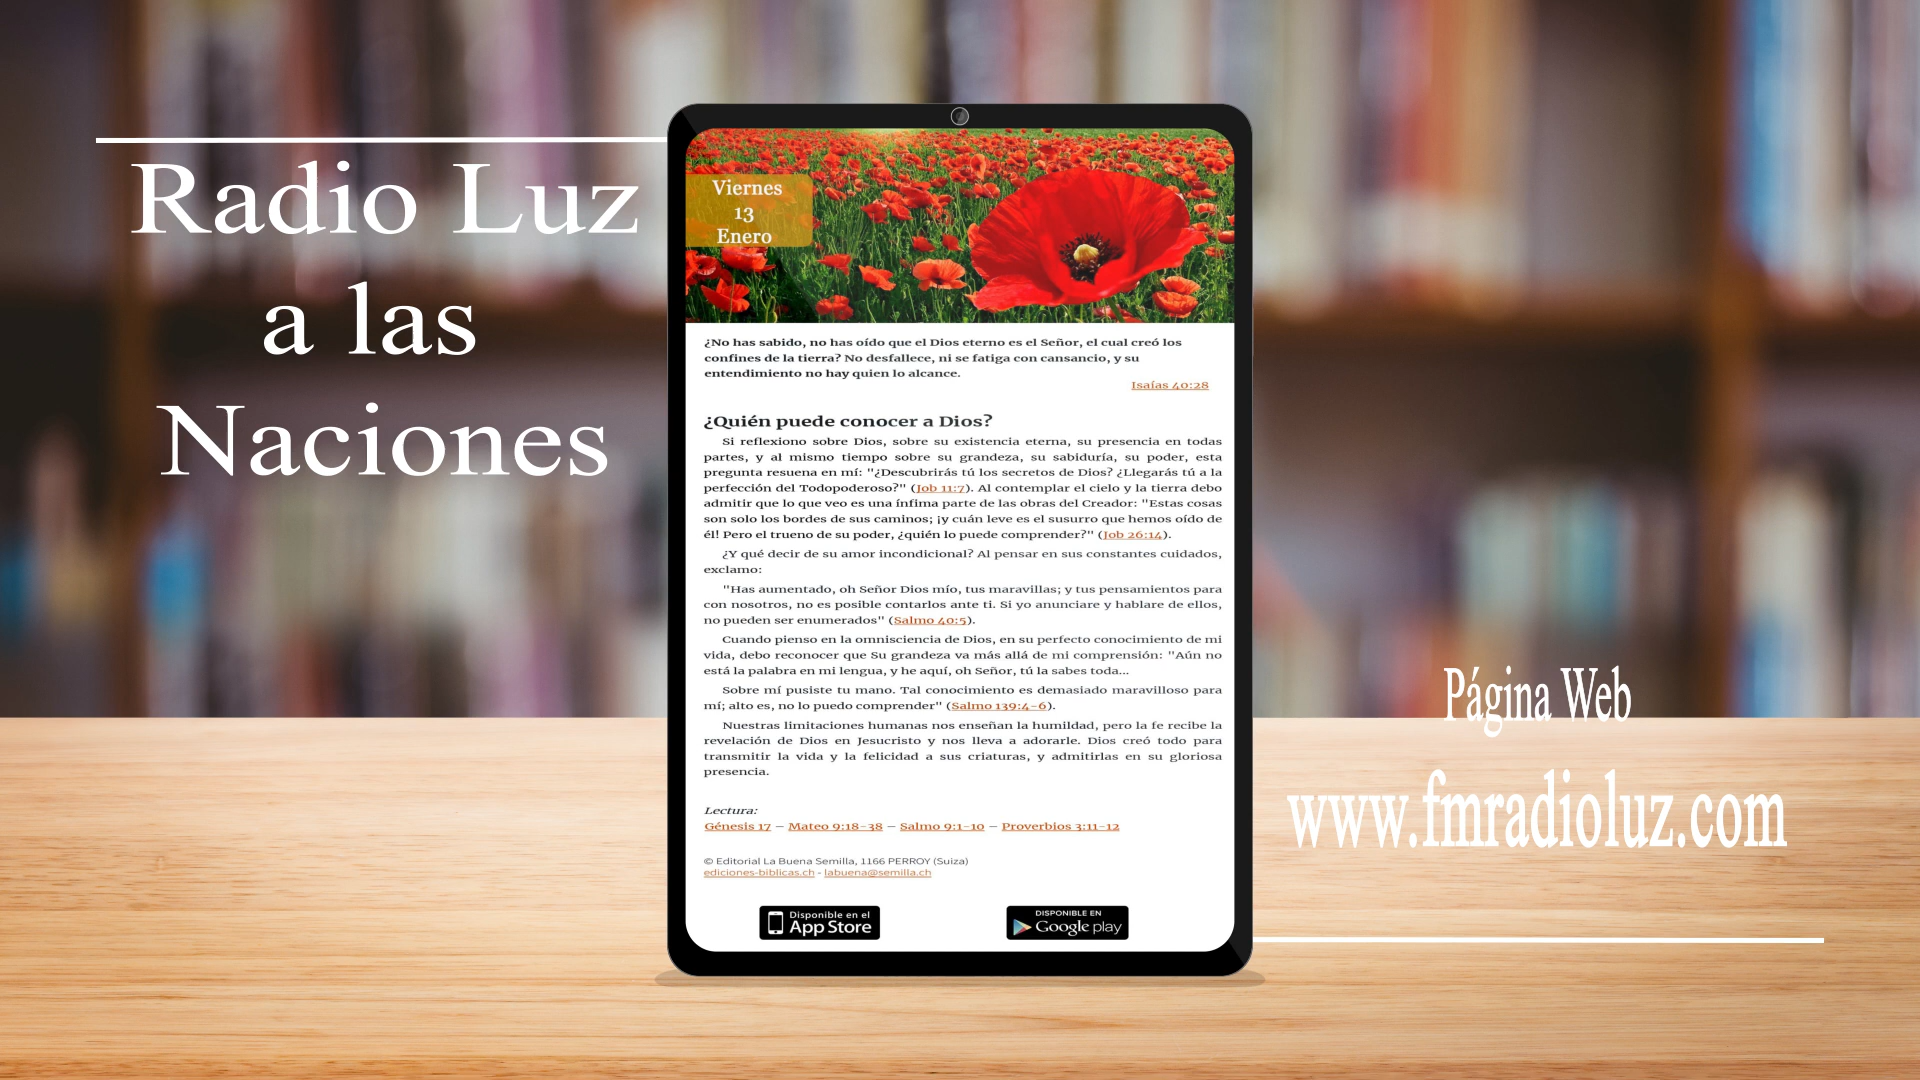 Radio Luz
a las
Naciones
Viernes
13
Enero
¿No has sabido, no has oído que el Dios eterno es el Señor, el cual creó los
confines de la tierra? No desfallece, ni se fatiga con cansancio, y su
entendimiento no hay quien lo alcance.
Isaías 40:28
¿Quién puede conocer a Dios?
Si reflexiono sobre Dios, sobre su existencia eterna, su presencia en todas
partes, y al mismo tiempo sobre su grandeza, su sabiduría, su poder, esta
pregunta resuena en mí: "¿Descubrirás tú los secretos de Dios? ¿Llegarás tú a la
perfección del Todopoderoso?" (Job 11:7). Al contemplar el cielo y la tierra debo
admitir que lo que veo es una ínfima parte de las obras del Creador: "Estas cosas
son solo los bordes de sus caminos; ¡y cuán leve es el susurro que hemos oído de
él! Pero el trueno de su poder, ¿quién lo puede comprender?" (Job 26:14).
¿Y qué decir de su amor incondicional? Al pensar en sus constantes cuidados,
exclamo:
"Has aumentado, oh Señor Dios mío, tus maravillas; y tus pensamientos para
con nosotros, no es posible contarlos ante ti. Si yo anunciare y hablare de ellos,
no pueden ser enumerados" (Salmo 40:5).
Cuando pienso en la omnisciencia de Dios, en su perfecto conocimiento de mi
vida, debo reconocer que Su grandeza va más allá de mi comprensión: "Aún no
está la palabra en mi lengua, y he aquí, oh Señor, tú la sabes toda...
Sobre mí pusiste tu mano. Tal conocimiento es demasiado maravilloso para
mí; alto es, no lo puedo comprender" (Salmo 139:4-6).
Nuestras limitaciones humanas nos enseñan la humildad, pero la fe recibe la
revelación de Dios en Jesucristo y nos lleva a adorarle. Dios creó todo para
transmitir la vida y la felicidad a sus criaturas, y admitirlas en su gloriosa
presencia.
Lectura:
Génesis 17 – Mateo 9:18-38 – Salmo 9:1-10 – Proverbios 3:11-12
© Editorial La Buena Semilla, 1166 PERROY (Suiza)
ediciones-biblicas.ch - labuena@semilla.ch
Disponible en el
App Store
DISPONIBLE EN
Google play
Página Web
www.fmradioluz.com